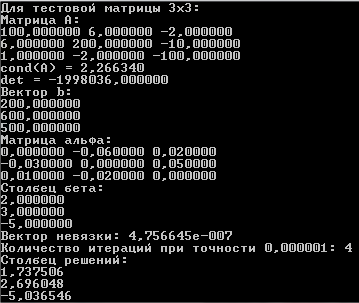 Для тестовой матрицы 3x3:
Матрица A:
100,000000 6,000000 -2,000000
6,000000 200,000000 -10,000000
1,000000 -2,000000 -100,000000
cond(A) = 2,266340
det = -1998036,000000
Вектор b:
200,000000
600,000000
500,000000
Матрица альфа:
0,000000 -0,060000 0,020000
-0,030000 0,000000 0,050000
0,010000 -0,020000 0,000000
Столбец бета:
2,000000
3,000000
-5,000000
Вектор невязки: 4,756645e-007
Количество итераций при точности 0,000001: 4
Столбец решений:
1,737506
2,696048
-5,036546